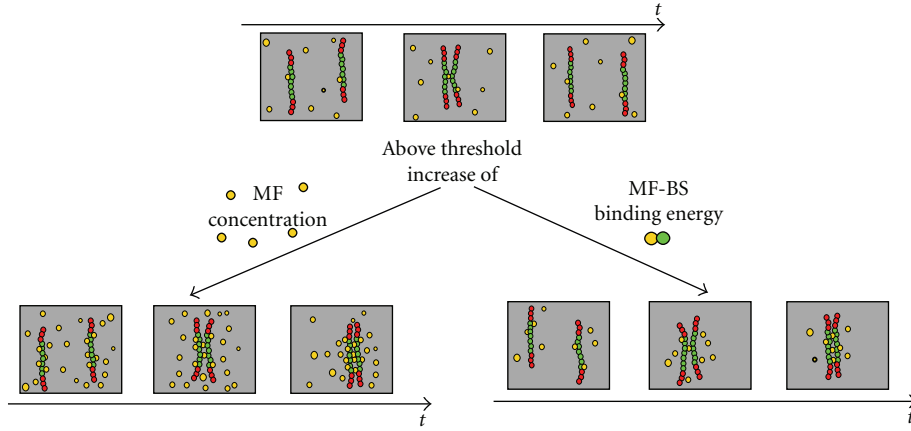 t
Above threshold
increase of
MF
concentration
MF-BS
binding energy
t
t